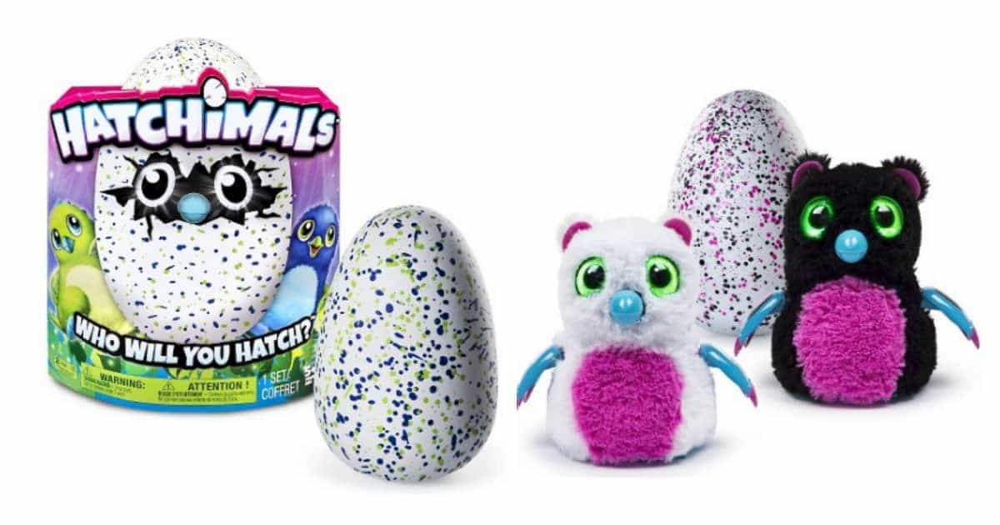 HATCHiMALS
WHO WILL YOU HATCH?
WARNING:
ATTENTION !
1 SET/
COFFRET